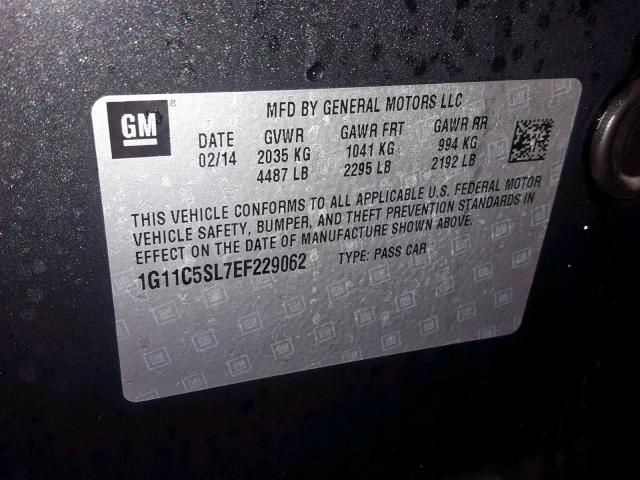 GM ®
MFD BY GENERAL MOTORS LLC
DATE GVWR GAWR FRT GAWR RR
02/14 2035 KG 1041 KG 994 KG
4487 LB 2295 LB 2192 LB
THIS VEHICLE CONFORMS TO ALL APPLICABLE U.S. FEDERAL MOTOR
VEHICLE SAFETY, BUMPER, AND THEFT PREVENTION STANDARDS IN
EFFECT ON THE DATE OF MANUFACTURE SHOWN ABOVE.
1G11C5SL7EF229062 TYPE: PASS CAR